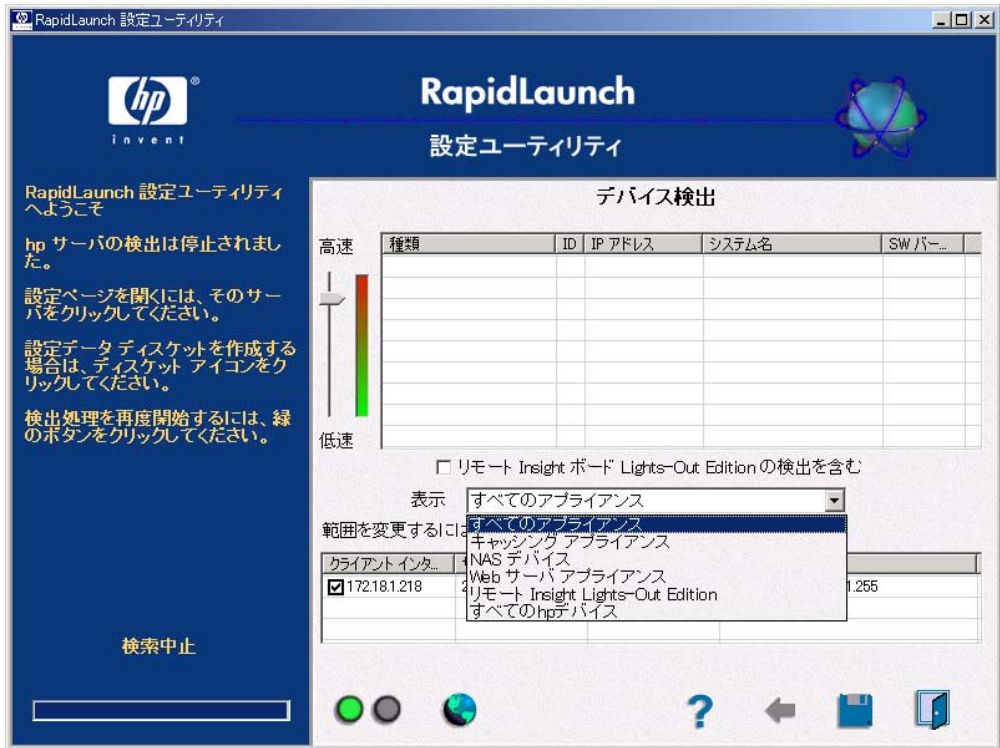 RapidLaunch 設定ユーティリティ
hp
®
invent
RapidLaunch
設定ユーティリティ
RapidLaunch 設定ユーティリティ
へようこそ
hp サーバの検出は停止されまし
た。
設定ページを開くには、そのサー
バをクリックしてください。
設定データ ディスケットを作成する
場合は、ディスケット アイコンをク
リックしてください。
検出処理を再度開始するには、緑
のボタンをクリックしてください。
検索中止
デバイス検出
高速
低速
種類 ID IP アドレス システム名 SW バー...
リモート Insight ボード Lights-Out Edition の検出を含む
表示 すべてのアプライアンス
すべてのアプライアンス
キャッシング アプライアンス
NAS デバイス
Web サーバ アプライアンス
リモート Insight Lights-Out Edition
すべてのhpデバイス
範囲を変更するには
クライアント インタ...
172.18.1.218
1.255
?